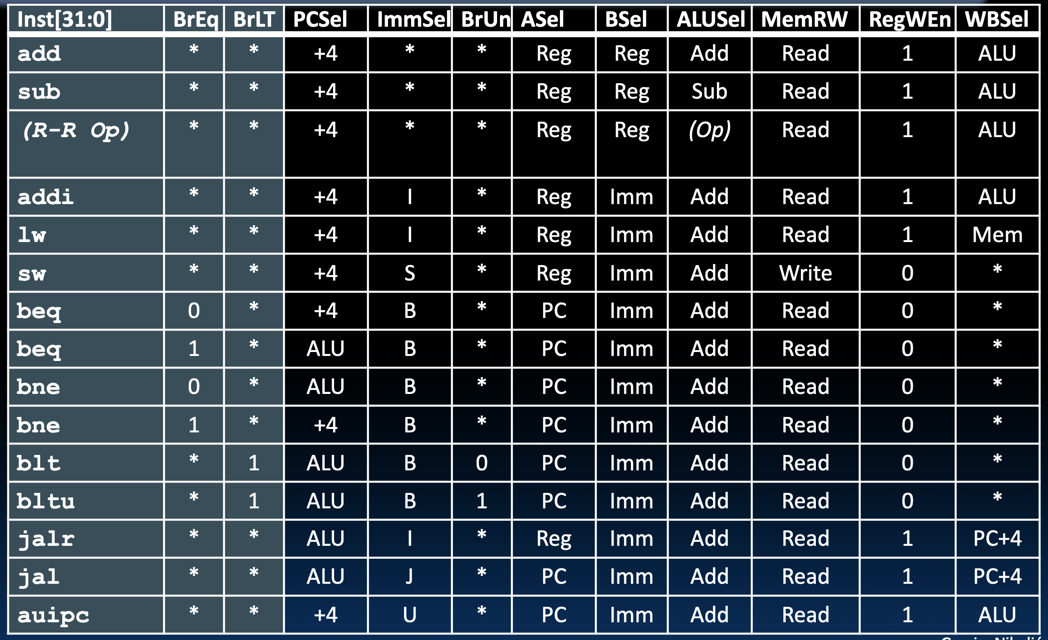 Inst[31:0] BrEq BrLT PCSel ImmSel BrUn ASel BSel ALUSel MemRW RegWEn WBSel
add * * +4 * * Reg Reg Add Read 1 ALU
sub * * +4 * * Reg Reg Sub Read 1 ALU
(R-R Op) * * +4 * * Reg Reg (Op) Read 1 ALU
addi * * +4 I * Reg Imm Add Read 1 ALU
lw * * +4 I * Reg Imm Add Read 1 Mem
sw * * +4 S * Reg Imm Add Write 0 *
beq 0 * +4 B * PC Imm Add Read 0 *
beq 1 * ALU B * PC Imm Add Read 0 *
bne 0 * ALU B * PC Imm Add Read 0 *
bne 1 * +4 B * PC Imm Add Read 0 *
blt * 1 ALU B 0 PC Imm Add Read 0 *
bltu * 1 ALU B 1 PC Imm Add Read 0 *
jalr * * ALU I * Reg Imm Add Read 1 PC+4
jal * * ALU J * PC Imm Add Read 1 PC+4
auipc * * +4 U * PC Imm Add Read 1 ALU